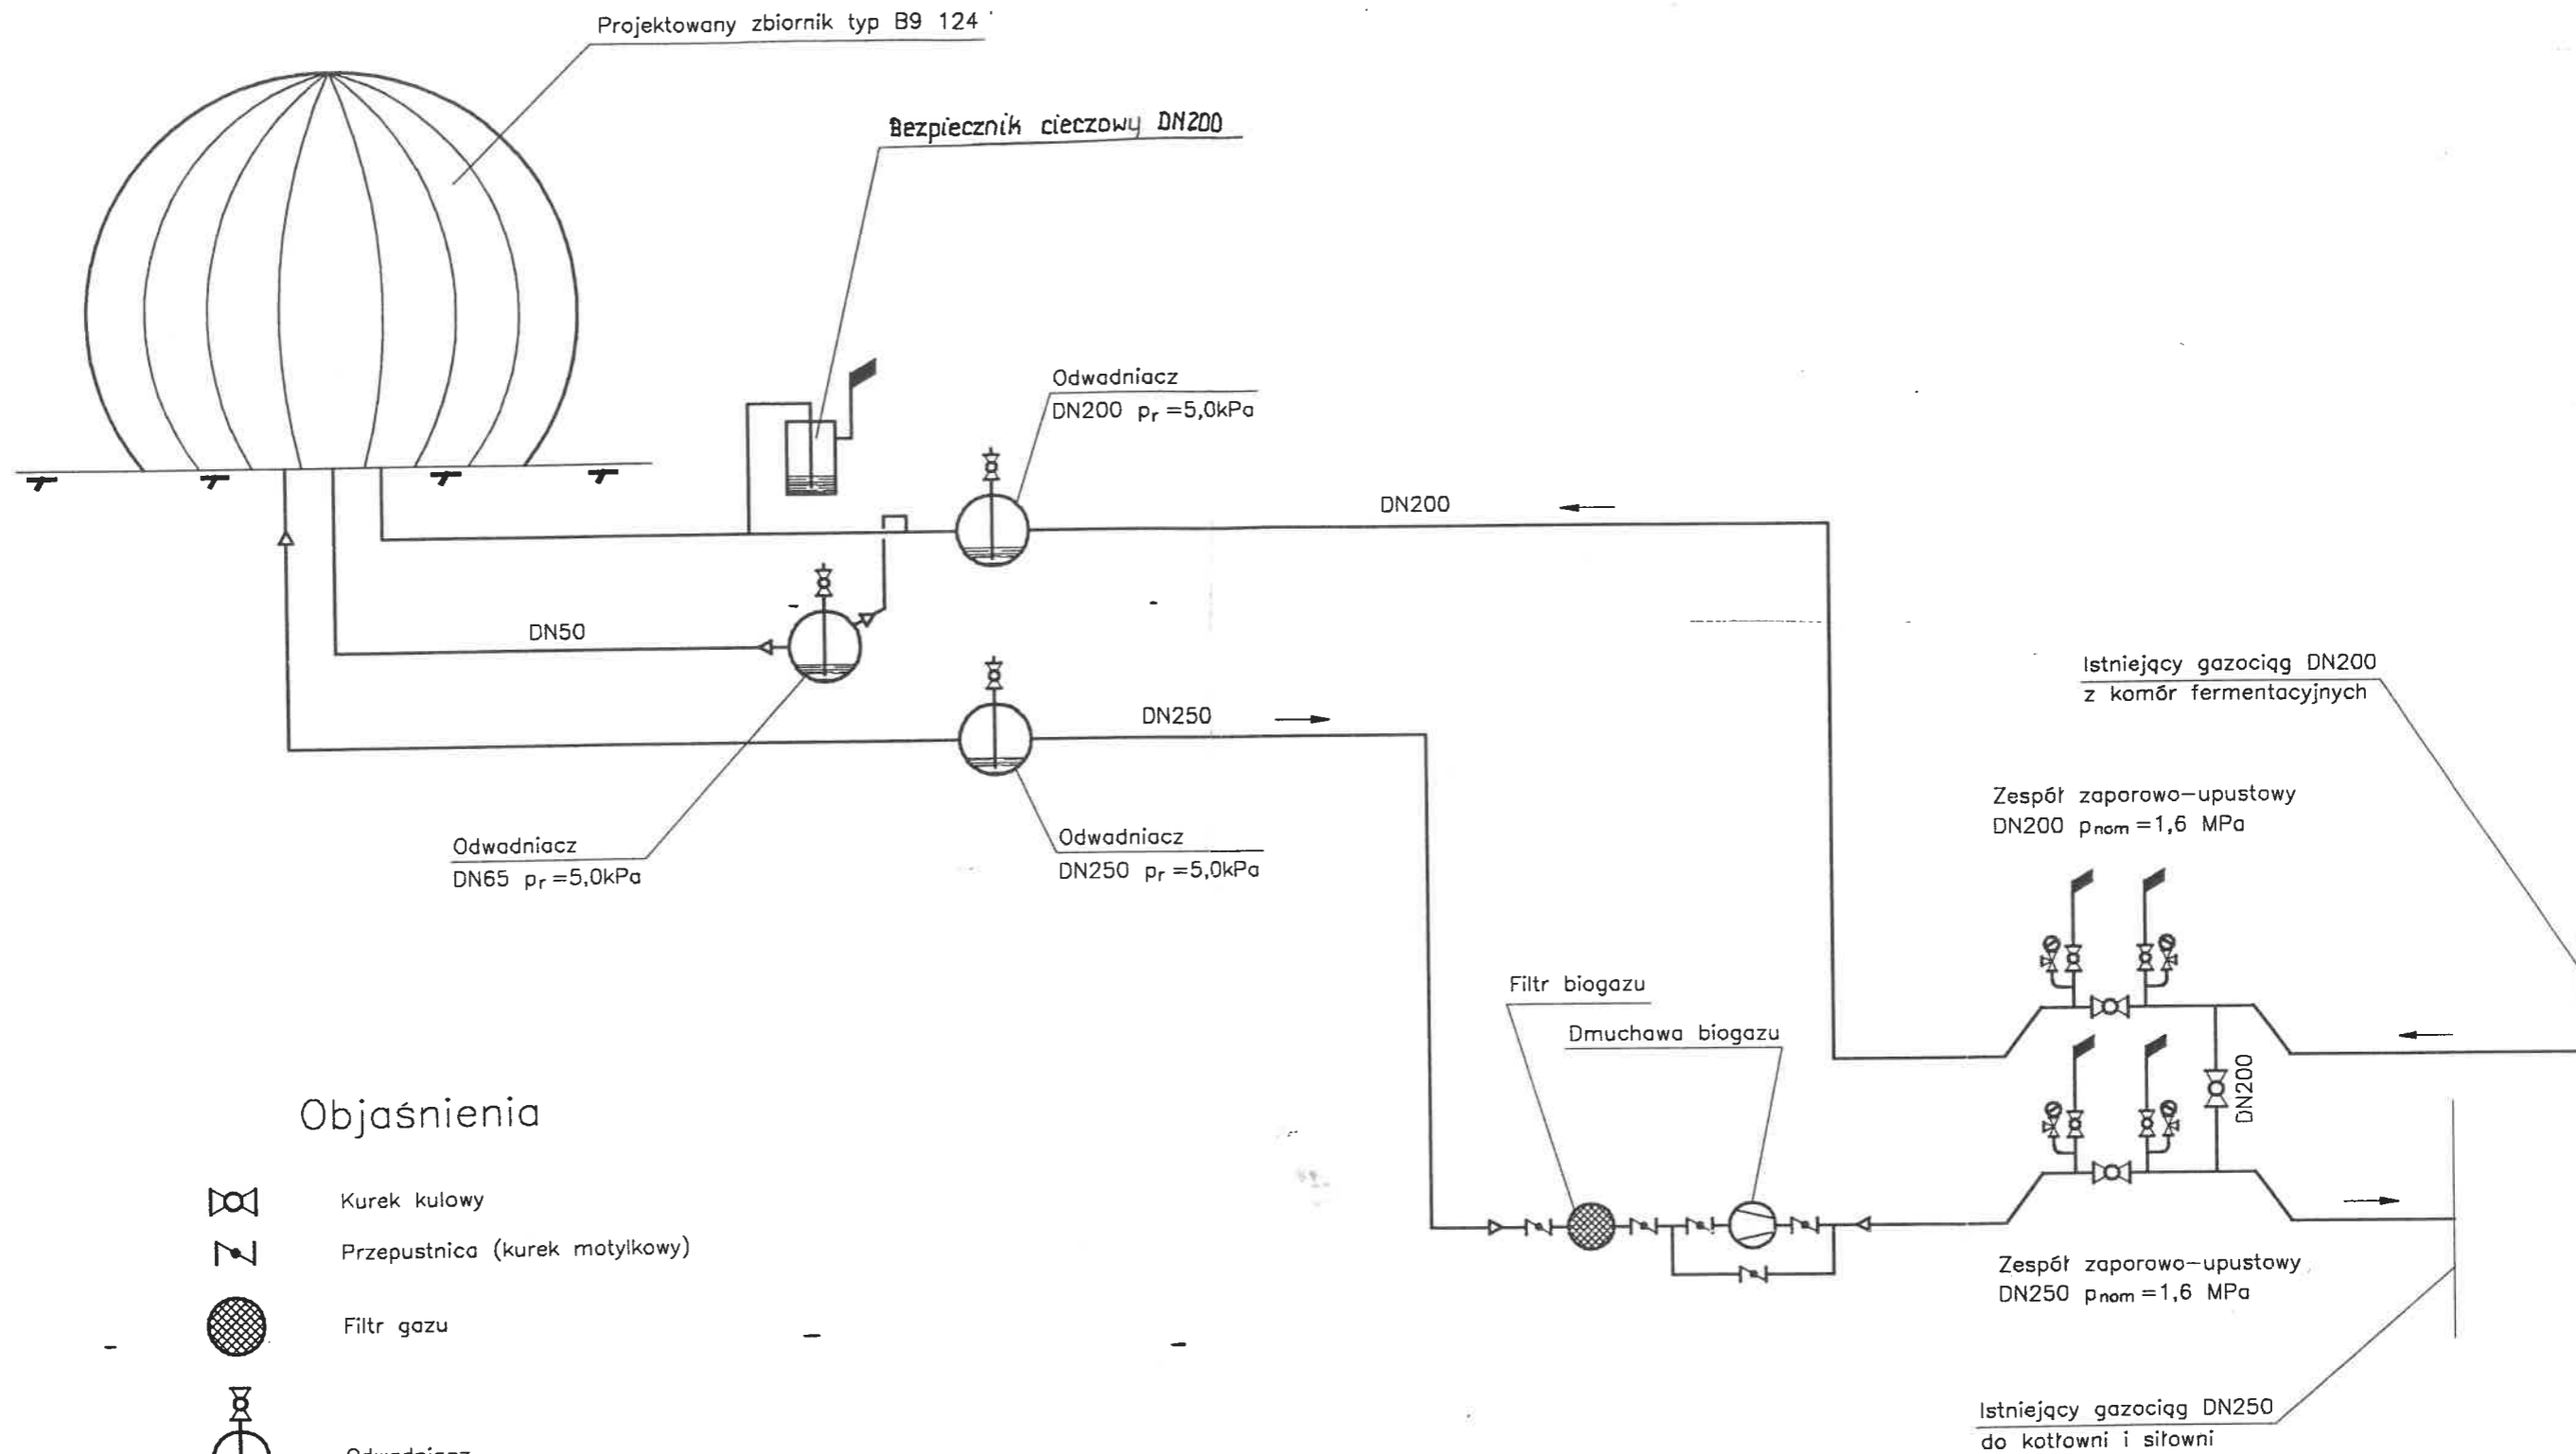 Projektowany zbiornik typ B9 124
Bezpiecznik cieczowy DN200
Odwadniacz
DN200 pr =5,0kPa
DN200
DN50
DN250
Istniejący gazociąg DN200
z komór fermentacyjnych
Zespół zaporowo-upustowy
DN200 pnom =1,6 MPa
Odwadniacz
DN65 pr =5,0kPa
Odwadniacz
DN250 pr =5,0kPa
Filtr biogazu
Dmuchawa biogazu
DN200
Objaśnienia
Kurek kulowy
Przepustnica (kurek motylkowy)
Filtr gazu
Zespół zaporowo-upustowy
DN250 pnom =1,6 MPa
Istniejący gazociąg DN250
do kotłowni i siłowni
Odwadniacz